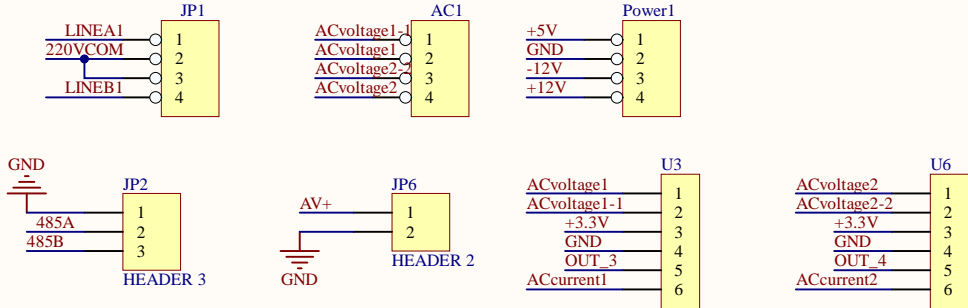 JP1
LINEA1 1
220VCOM 2
3
LINEB1 4
AC1
ACvoltage1-1 1
ACvoltage1 2
ACvoltage2-2 3
ACvoltage2 4
Power1
+5V 1
GND 2
-12V 3
+12V 4
GND
JP2
1
485A 2
485B 3
HEADER 3
JP6
AV+ 1
2
GND
HEADER 2
U3
ACvoltage1 1
ACvoltage1-1 2
+3.3V 3
GND 4
OUT_3 5
ACcurrent1 6
U6
ACvoltage2 1
ACvoltage2-2 2
+3.3V 3
GND 4
OUT_4 5
ACcurrent2 6